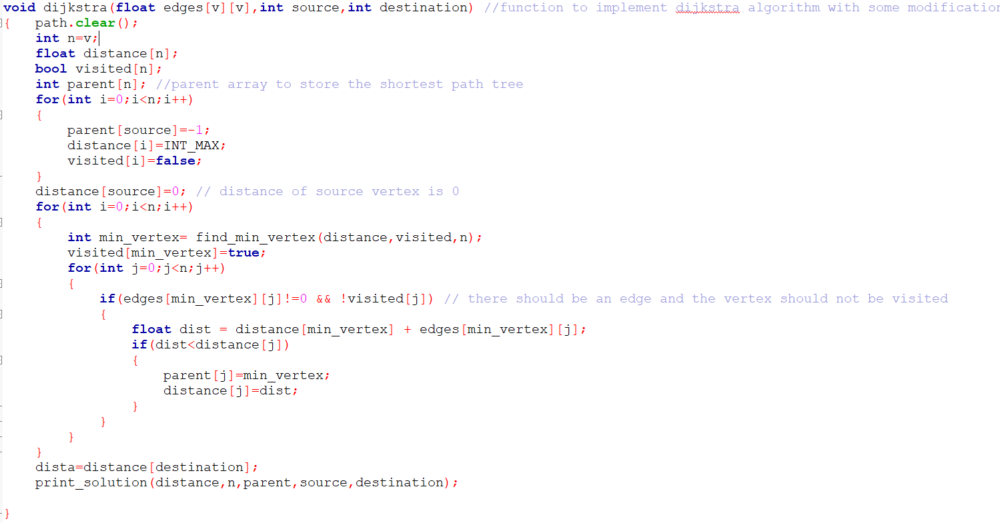 void dijkstra(float edges[v][v],int source,int destination) //function to implement dijkstra algorithm with some modification
{   path.clear();
    int n=v;
    float distance[n];
    bool visited[n];
    int parent[n]; //parent array to store the shortest path tree
    for(int i=0;i<n;i++)
    {
        parent[source]=-1;
        distance[i]=INT_MAX;
        visited[i]=false;
    }
    distance[source]=0; // distance of source vertex is 0
    for(int i=0;i<n;i++)
    {
        int min_vertex= find_min_vertex(distance,visited,n);
        visited[min_vertex]=true;
        for(int j=0;j<n;j++)
        {
            if(edges[min_vertex][j]!=0 && !visited[j]) // there should be an edge and the vertex should not be visited
            {
                float dist = distance[min_vertex] + edges[min_vertex][j];
                if(dist<distance[j])
                {
                    parent[j]=min_vertex;
                    distance[j]=dist;
                }
            }
        }
    }
    dista=distance[destination];
    print_solution(distance,n,parent,source,destination);
}